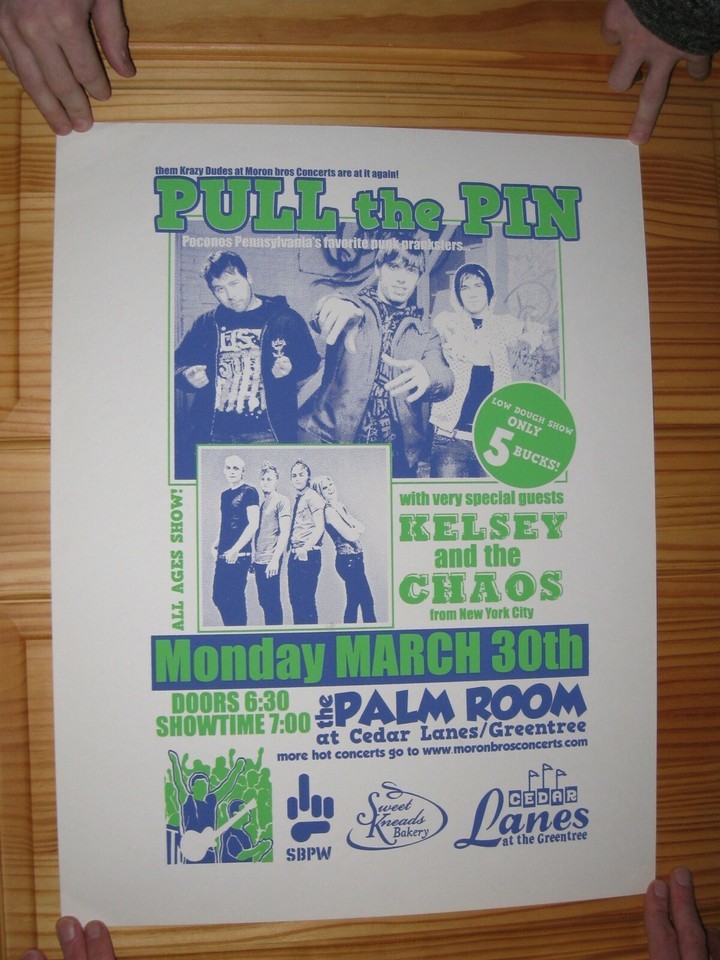 them Krazy Dudes at Moron bros Concerts are at it again!
PULL the PIN
Poconos Pennsylvania's favorite punk pranksters...
LOW DOUGH SHOW
ONLY
5 BUCKS!
ALL AGES SHOW!
with very special guests
KELSEY
and the
CHAOS
from New York City
Monday MARCH 30th
DOORS 6:30
SHOWTIME 7:00
the PALM ROOM
at Cedar Lanes/Greentree
more hot concerts go to www.moronbrosconcerts.com
SBPW
Sweet
Kneads
Bakery
CEDAR
Lanes
at the Greentree